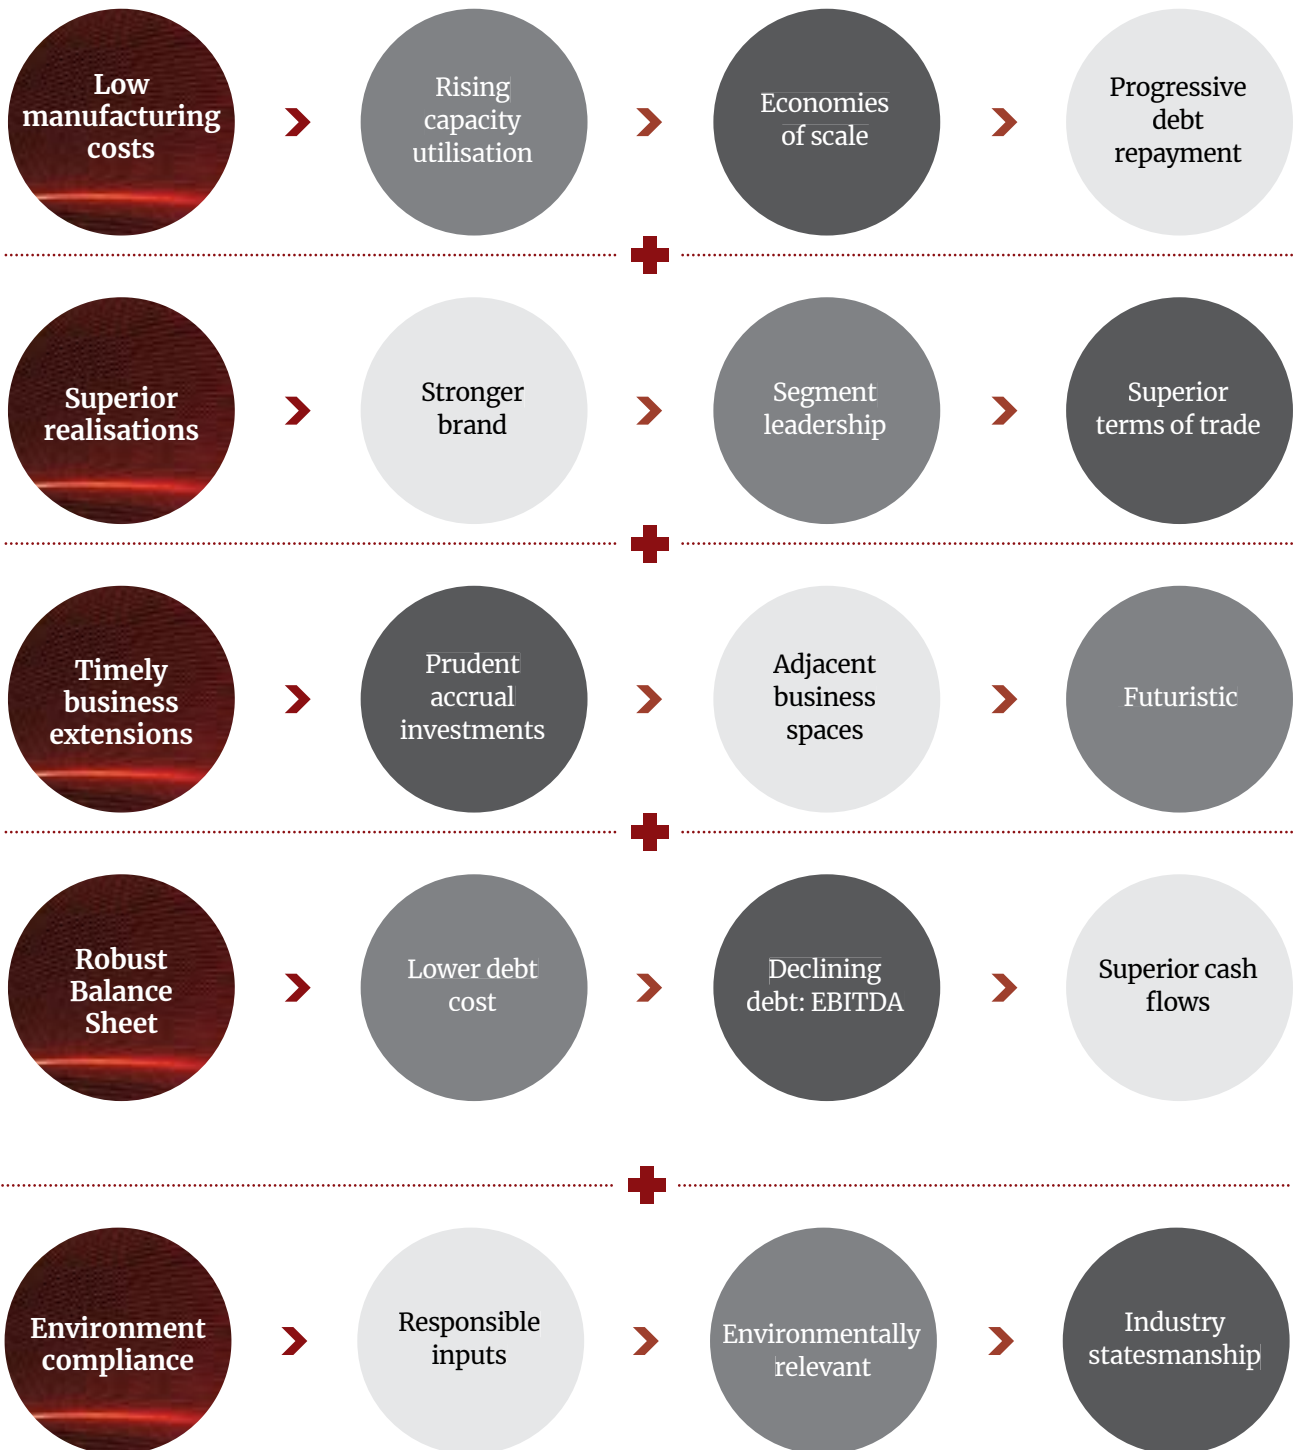 Low
manufacturing
costs
Rising
capacity
utilisation
Economies
of scale
Progressive
debt
repayment
Superior
realisations
Stronger
brand
Segment
leadership
Superior
terms of trade
Timely
business
extensions
Prudent
accrual
investments
Adjacent
business
spaces
Futuristic
Robust
Balance
Sheet
Lower debt
cost
Declining
debt: EBITDA
Superior cash
flows
Environment
compliance
Responsible
inputs
Environmentally
relevant
Industry
statesmanship